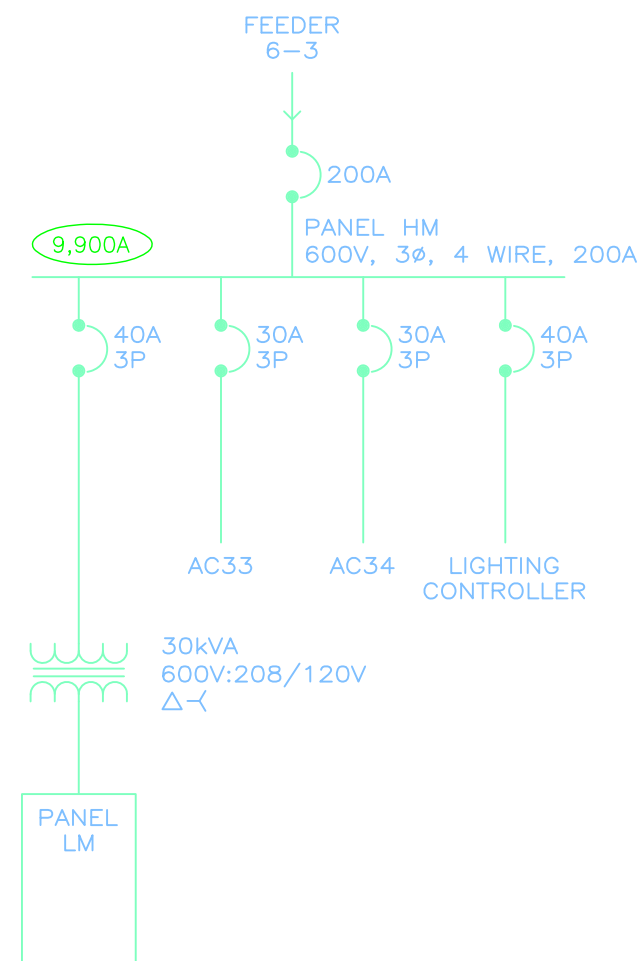 FEEDER
6-3
200A
PANEL HM
600V, 3ø, 4 WIRE, 200A
9,900A
40A
3P
30A
3P
30A
3P
40A
3P
AC33
AC34
LIGHTING
CONTROLLER
30kVA
600V:208/120V
PANEL
LM